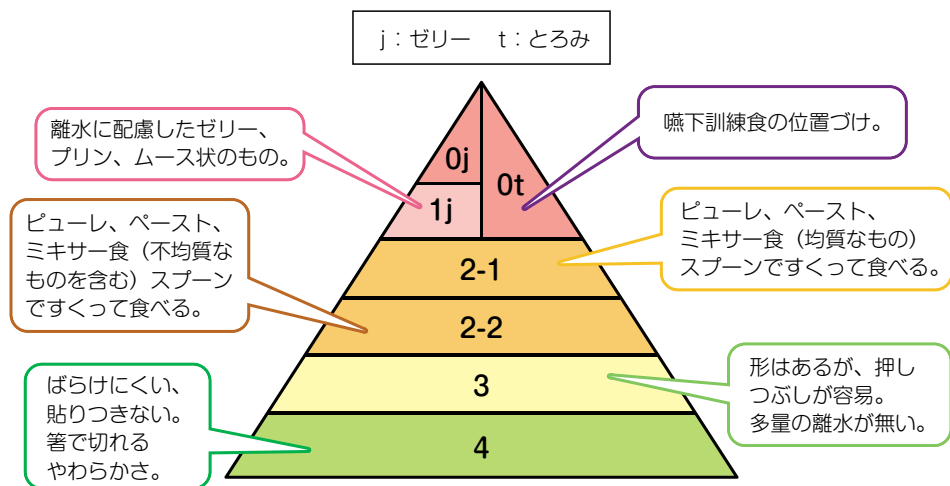 j：ゼリー　t：とろみ
離水に配慮したゼリー、
プリン、ムース状のもの。
嚥下訓練食の位置づけ。
0j
0t
1j
ピューレ、ペースト、
ミキサー食（不均質な
ものを含む）スプーン
ですくって食べる。
ピューレ、ペースト、
ミキサー食（均質なもの）
スプーンですくって食べる。
2-1
2-2
ばらけにくい、
貼りつきない。
箸で切れる
やわらかさ。
形はあるが、押し
つぶしが容易。
多量の離水が無い。
3
4